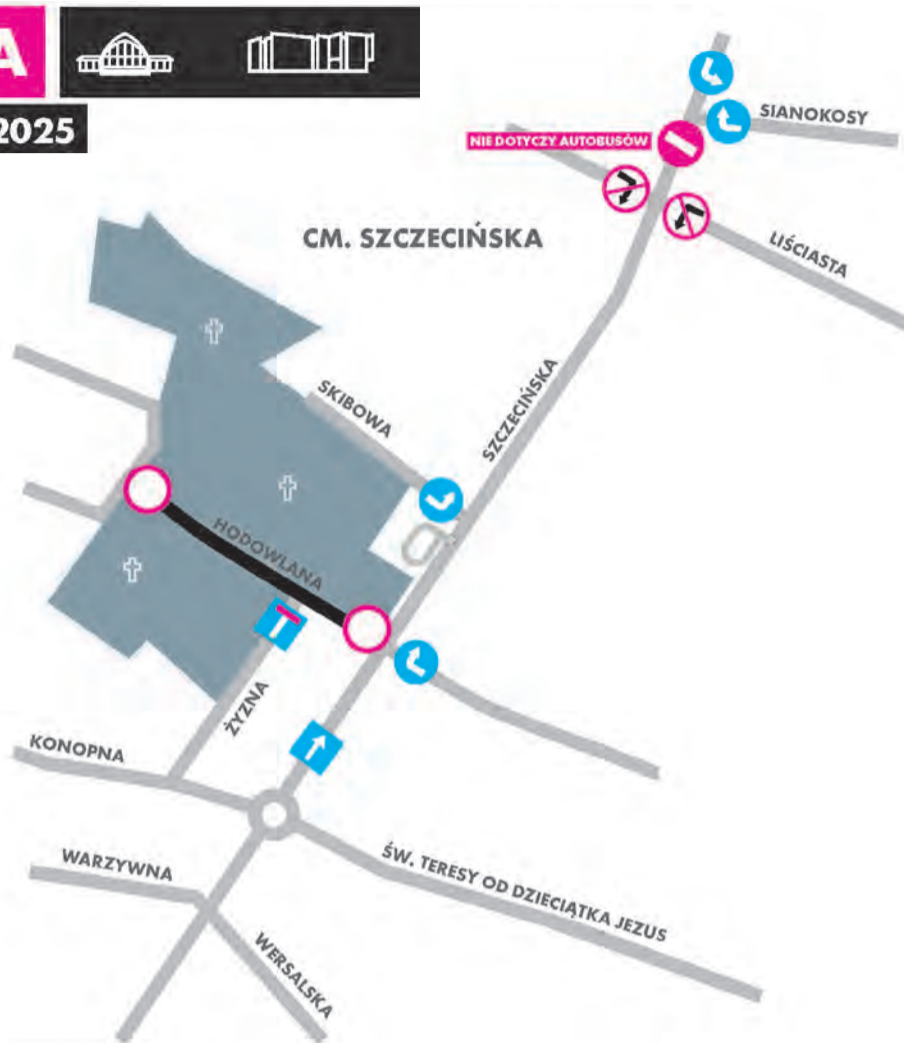 A
2025
SIANOKOSY
NIE DOTYCZY AUTOBUSÓW
CM. SZCZECIŃSKA
LIŚCIASTA
SKIBOWA
SZCZECIŃSKA
HODOWLANA
ŻYZNA
KONOPNA
WARZYWNA
ŚW. TERESY OD DZIECIĄTKA JEZUS
WERSALSKA